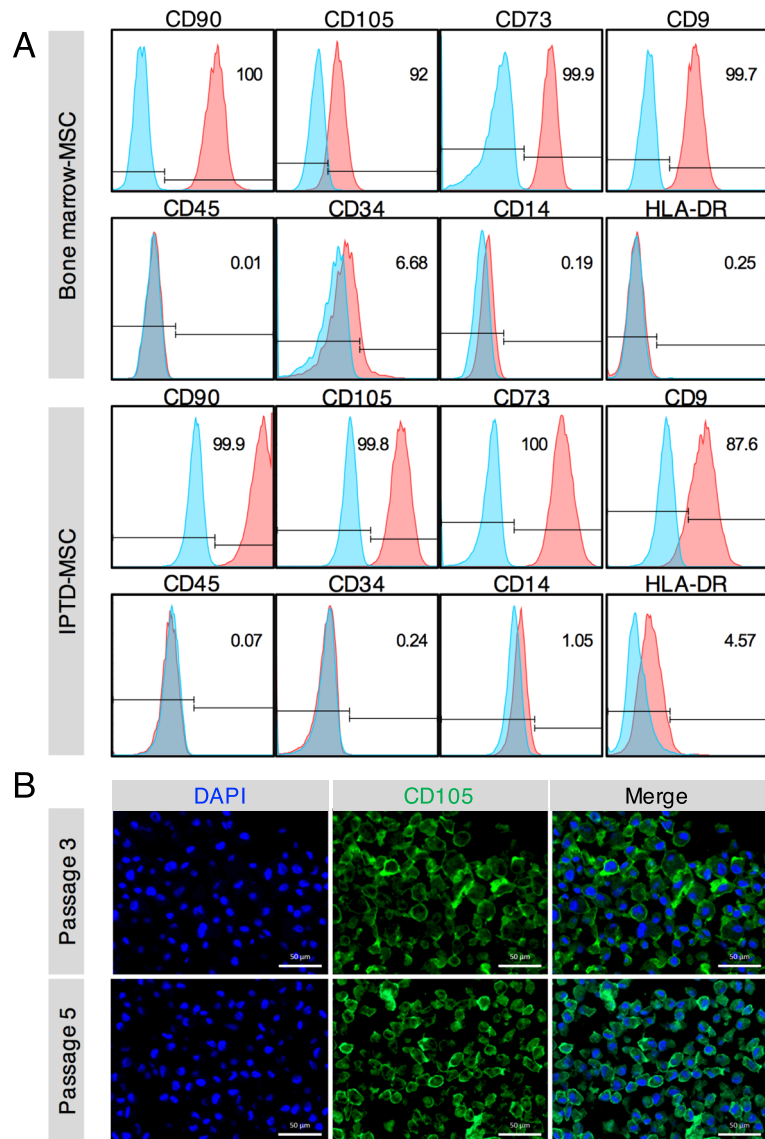 A
Bone marrow-MSC
CD90 CD105 CD73 CD9
100 92 99.9 99.7
CD45 CD34 CD14 HLA-DR
0.01 6.68 0.19 0.25
IPTD-MSC
CD90 CD105 CD73 CD9
99.9 99.8 100 87.6
CD45 CD34 CD14 HLA-DR
0.07 0.24 1.05 4.57
B
DAPI CD105 Merge
Passage 3
50 µm 50 µm 50 µm
Passage 5
50 µm 50 µm 50 µm